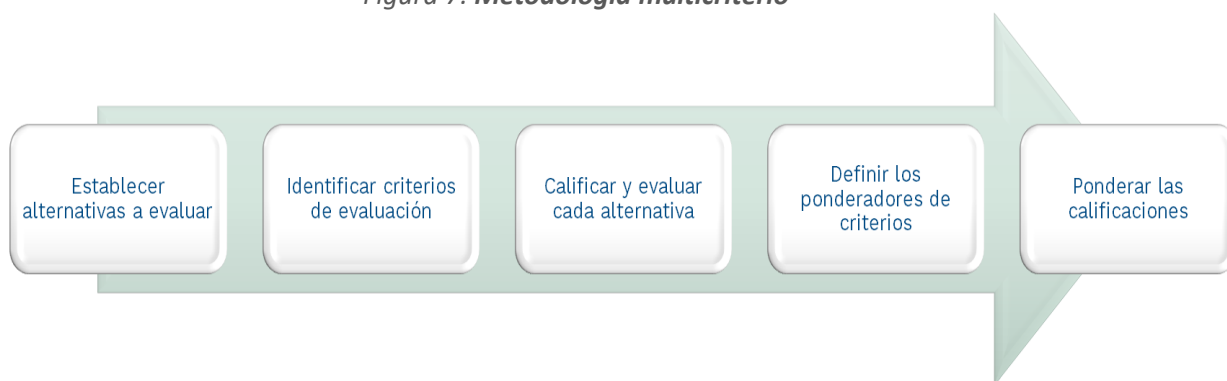 Figura 7. Metodología multicriterio
Establecer
alternativas a evaluar
Identificar criterios
de evaluación
Calificar y evaluar
cada alternativa
Definir los
ponderadores de
criterios
Ponderar las
calificaciones